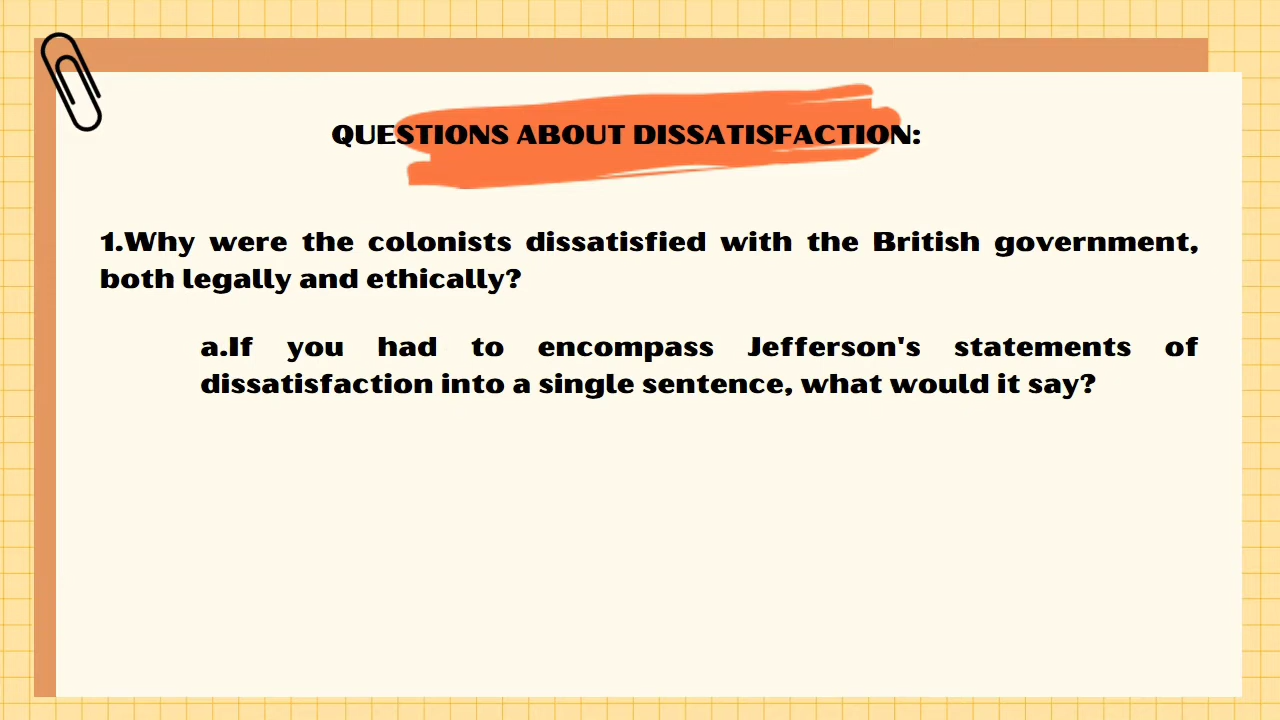 QUESTIONS ABOUT DISSATISFACTION:
1.Why were the colonists dissatisfied with the British government,
both legally and ethically?
a.If you had to encompass Jefferson's statements of
dissatisfaction into a single sentence, what would it say?